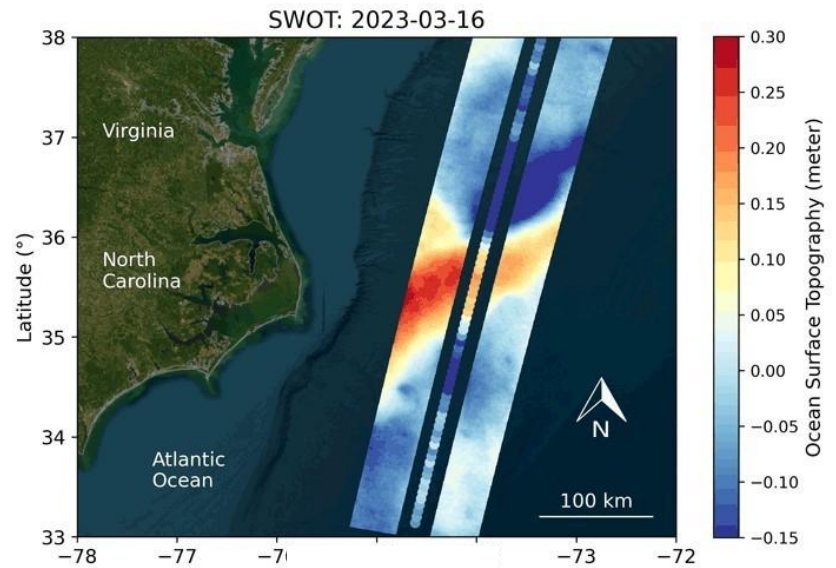 SWOT: 2023-03-16
38
37
36
35
34
33
Latitude (°)
Virginia
North
Carolina
Atlantic
Ocean
N
100 km
−78
−77
−73
−72
0.30
0.25
0.20
0.15
0.10
0.05
0.00
−0.05
−0.10
−0.15
Ocean Surface Topography (meter)